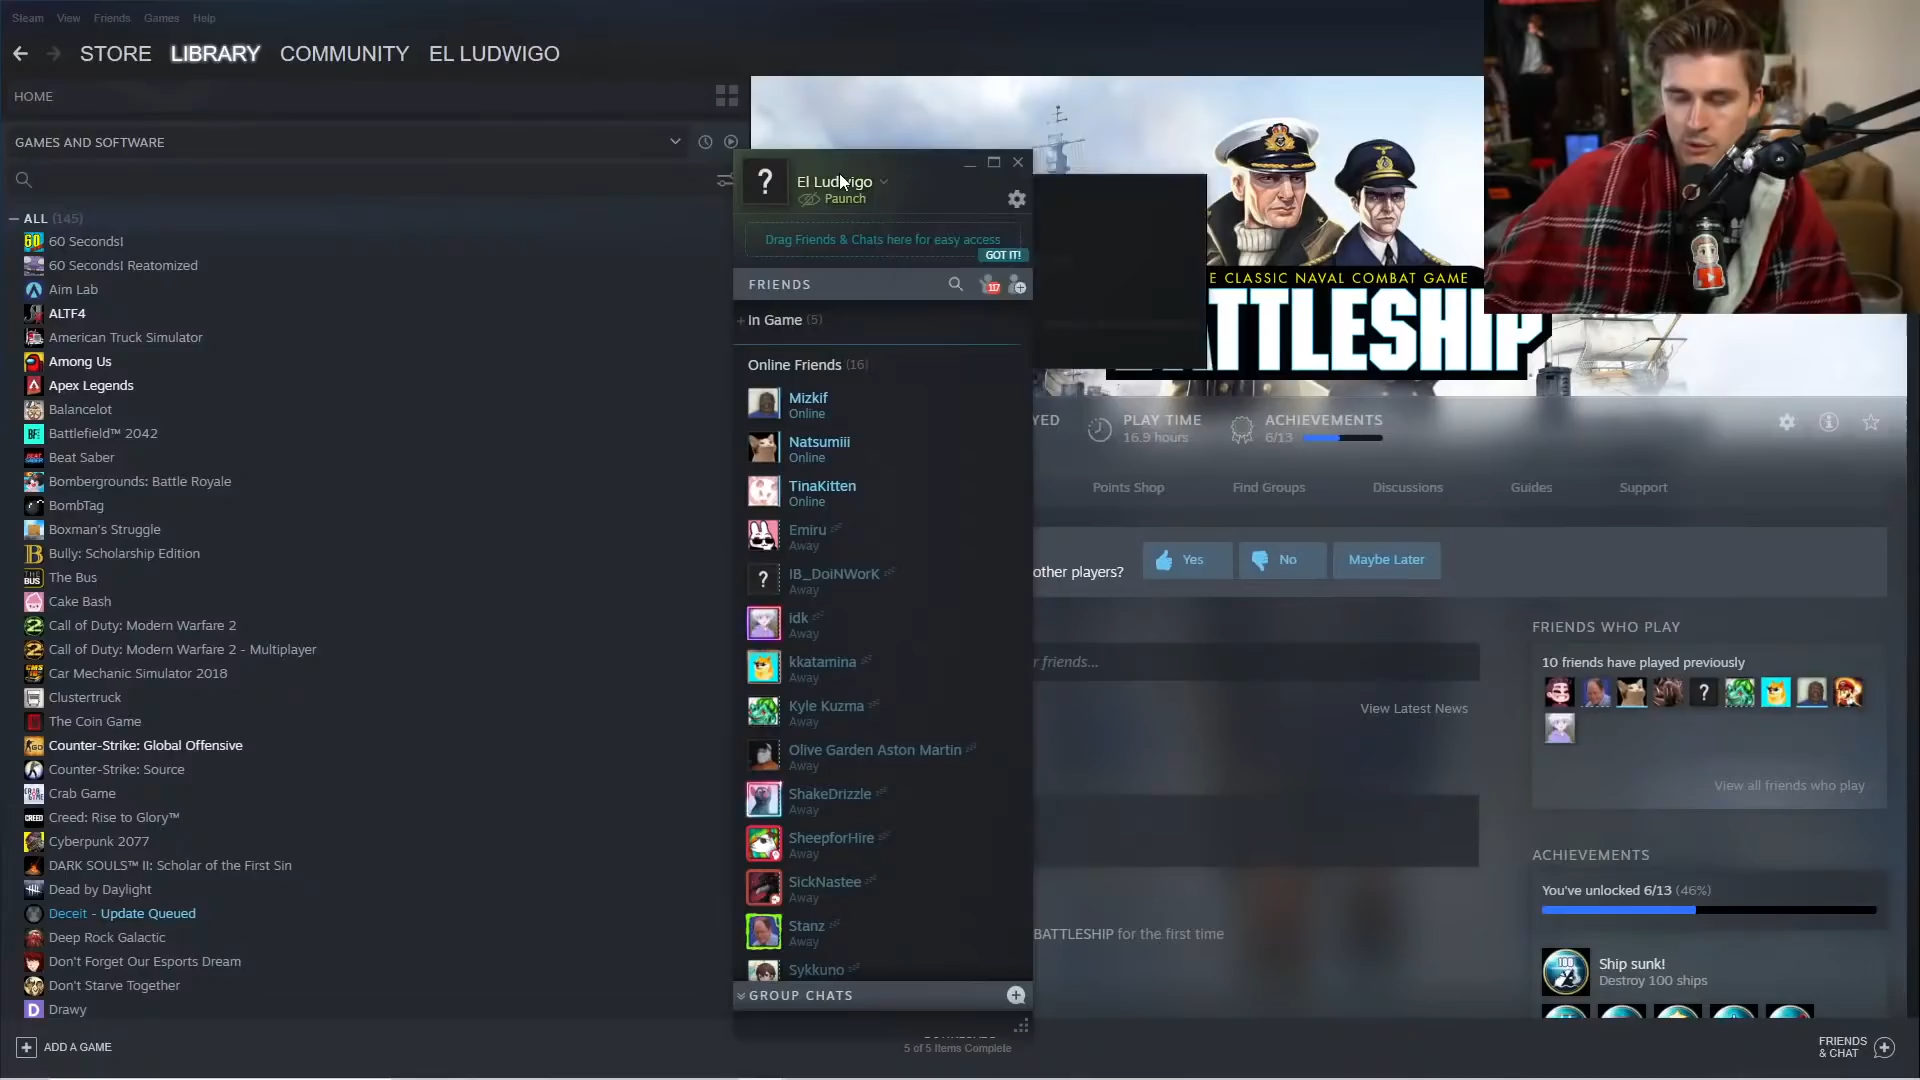 Steam View Friends Games Help
STORE LIBRARY COMMUNITY EL LUDWIGO
HOME
GAMES AND SOFTWARE
ALL (145)
60 Seconds!
60 Seconds! Reatomized
Aim Lab
ALTF4
American Truck Simulator
Among Us
Apex Legends
Balancelot
Battlefield™ 2042
Beat Saber
Bombergrounds: Battle Royale
BombTag
Boxman's Struggle
Bully: Scholarship Edition
The Bus
Cake Bash
Call of Duty: Modern Warfare 2
Call of Duty: Modern Warfare 2 - Multiplayer
Car Mechanic Simulator 2018
Clustertruck
The Coin Game
Counter-Strike: Global Offensive
Counter-Strike: Source
Crab Game
Creed: Rise to Glory™
Cyberpunk 2077
DARK SOULS™ II: Scholar of the First Sin
Dead by Daylight
Deceit - Update Queued
Deep Rock Galactic
Don't Forget Our Esports Dream
Don't Starve Together
Drawy
ADD A GAME
El Ludwigo
Paunch
Drag Friends & Chats here for easy access
GOT IT!
FRIENDS
117
In Game (5)
Online Friends (16)
Mizkif
Online
Natsumiii
Online
TinaKitten
Online
Emiru
Away
IB_DoiNWorK
Away
idk
Away
kkatamina
Away
Kyle Kuzma
Away
Olive Garden Aston Martin
Away
ShakeDrizzle
Away
SheepforHire
Away
SickNastee
Away
Stanz
Away
Sykkuno
GROUP CHATS
5 of 5 Items Complete
E CLASSIC NAVAL COMBAT GAME
TTLESHIP
YED
PLAY TIME
16.9 hours
ACHIEVEMENTS
6/13
Points Shop Find Groups Discussions Guides Support
other players?
Yes No Maybe Later
r friends...
View Latest News
BATTLESHIP for the first time
FRIENDS WHO PLAY
10 friends have played previously
View all friends who play
ACHIEVEMENTS
You've unlocked 6/13 (46%)
Ship sunk!
Destroy 100 ships
FRIENDS
& CHAT